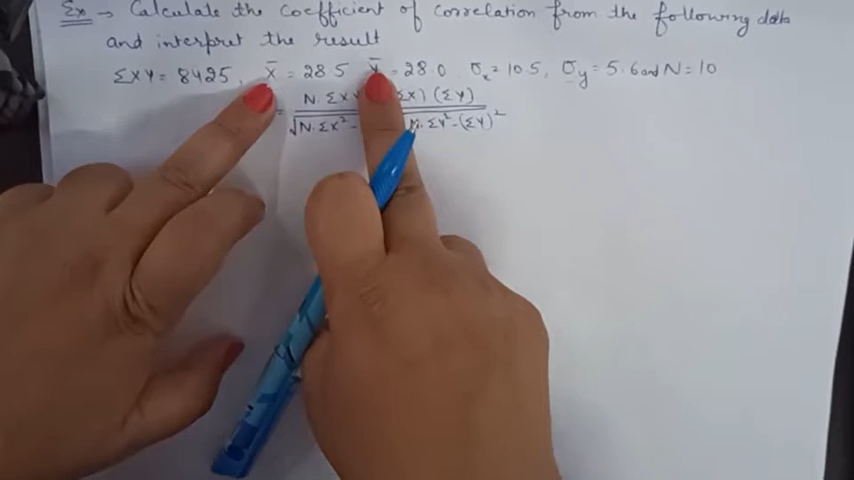 Ex → Calculate the coefficient of correlation from the following data
and interpret the result
ΣXY = 8425, X̄ = 28.5 Ȳ = 28.0 σx = 10.5, σy = 5.6 and N = 10
= N·ΣXY ΣX) (ΣY)
√N·Σx² - N·ΣY² - (ΣY)²